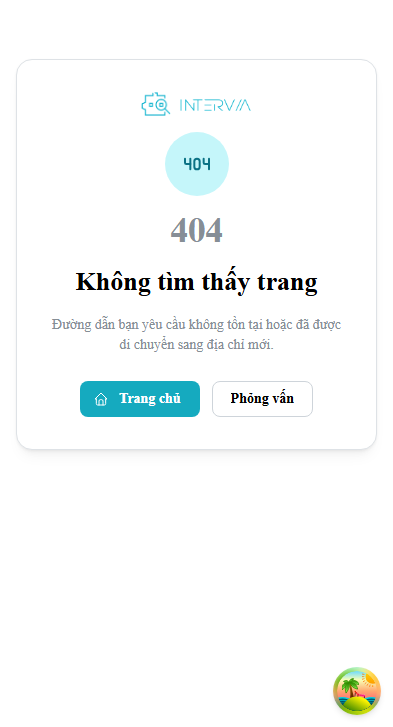 INTERVIA
404
404
Không tìm thấy trang
Đường dẫn bạn yêu cầu không tồn tại hoặc đã được
di chuyển sang địa chỉ mới.
Trang chủ
Phỏng vấn